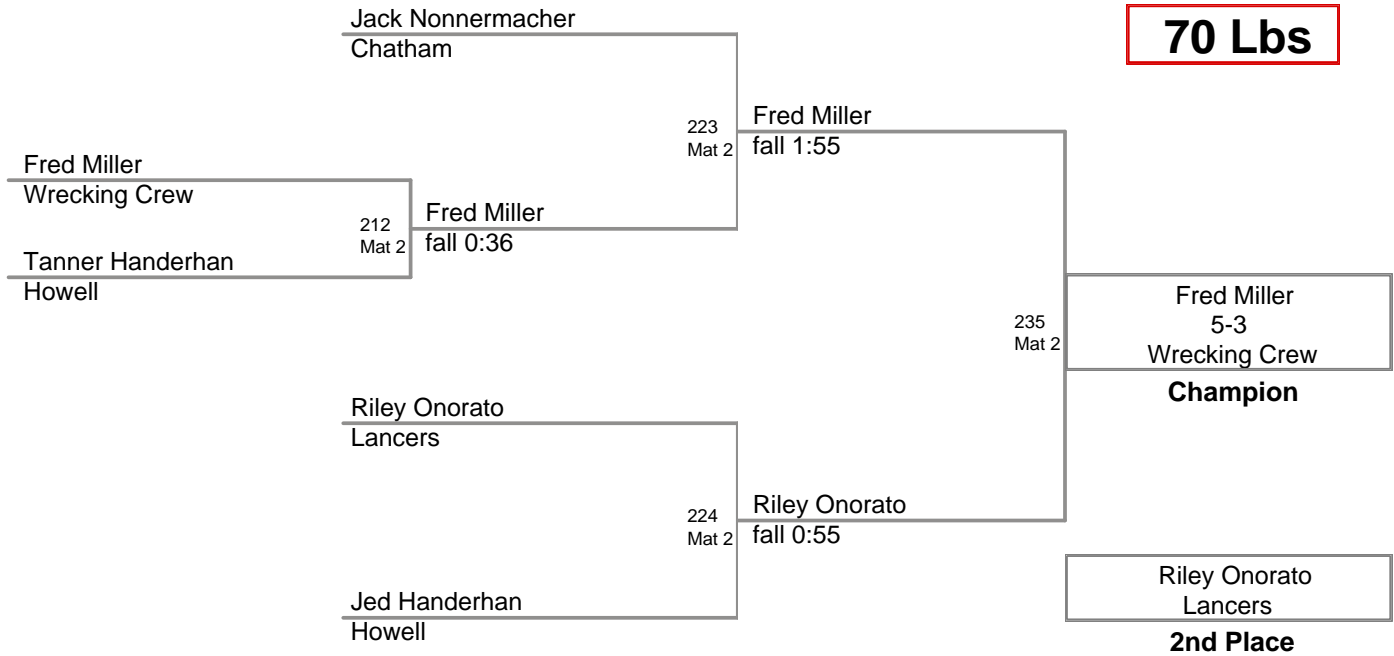 Jack Nonnermacher
Chatham
70 Lbs
223
Mat 2
Fred Miller
fall 1:55
Fred Miller
Wrecking Crew
212
Mat 2
Fred Miller
fall 0:36
Tanner Handerhan
Howell
235
Mat 2
Fred Miller
5-3
Wrecking Crew
Champion
Riley Onorato
Lancers
224
Mat 2
Riley Onorato
fall 0:55
Jed Handerhan
Howell
Riley Onorato
Lancers
2nd Place